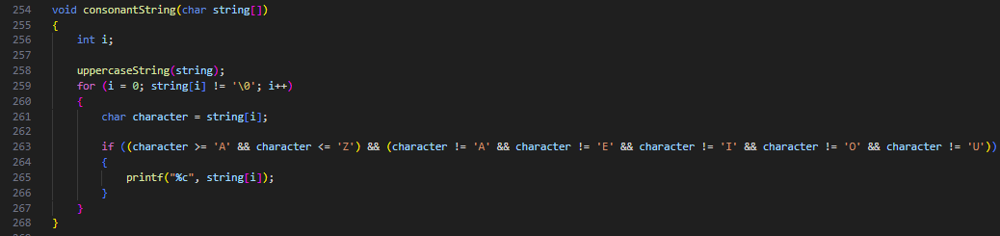 254 void consonantString(char string[])
255 {
256     int i;
257
258     uppercaseString(string);
259     for (i = 0; string[i] != '\0'; i++)
260     {
261         char character = string[i];
262
263         if ((character >= 'A' && character <= 'Z') && (character != 'A' && character != 'E' && character != 'I' && character != 'O' && character != 'U'))
264         {
265             printf("%c", string[i]);
266         }
267     }
268 }